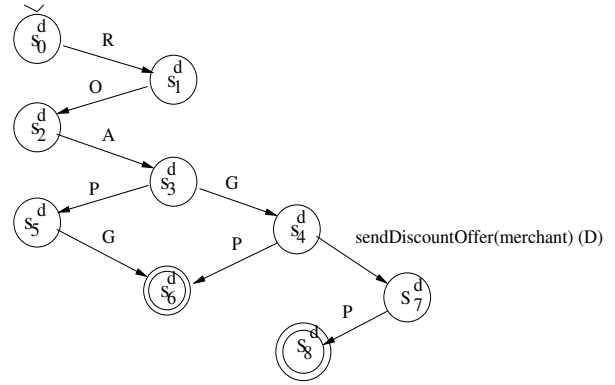 s₀ᵈ
R
s₁ᵈ
O
s₂ᵈ
A
s₃ᵈ
P
G
s₅ᵈ
s₄ᵈ
G
P
sendDiscountOffer(merchant) (D)
s₆ᵈ
S₇ᵈ
P
S₈ᵈ